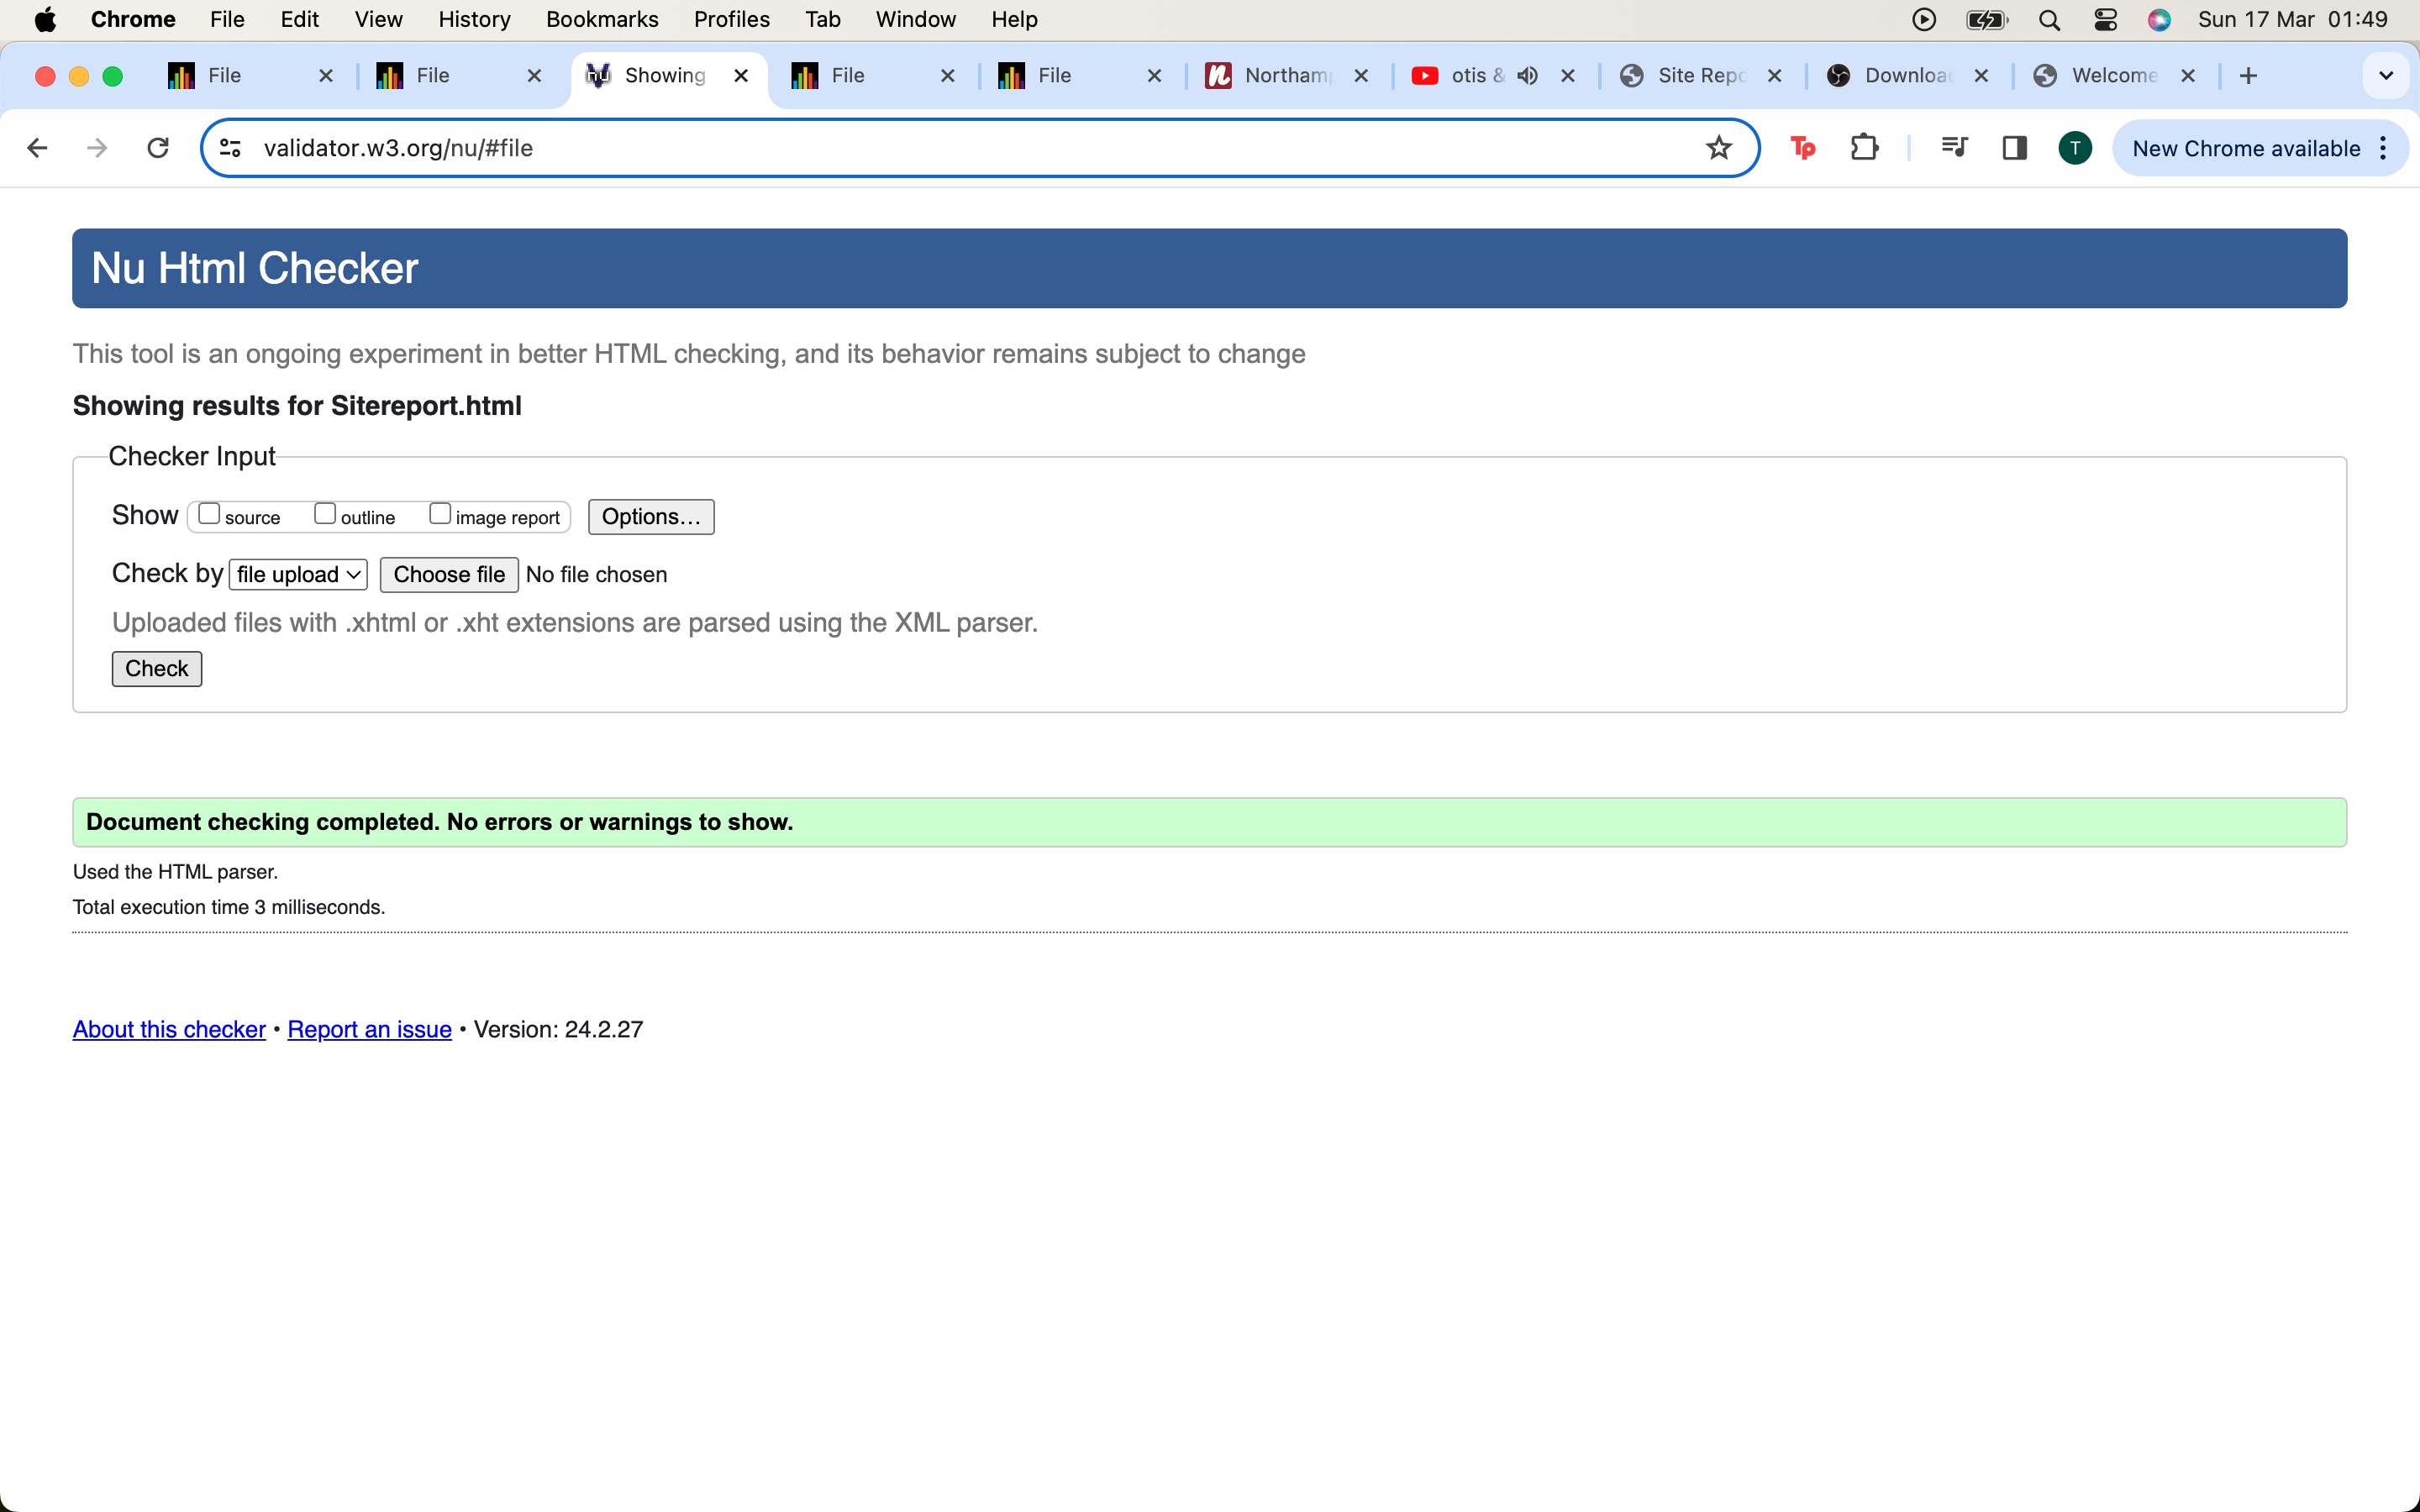 Chrome File Edit View History Bookmarks Profiles Tab Window Help Sun 17 Mar 01:49
File File nu Showing File File n Northam otis & Site Rep Downloa Welcome
validator.w3.org/nu/#file Tp T New Chrome available
Nu Html Checker
This tool is an ongoing experiment in better HTML checking, and its behavior remains subject to change
Showing results for Sitereport.html
Checker Input
Show source outline image report Options...
Check by file upload Choose file No file chosen
Uploaded files with .xhtml or .xht extensions are parsed using the XML parser.
Check
Document checking completed. No errors or warnings to show.
Used the HTML parser.
Total execution time 3 milliseconds.
About this checker • Report an issue • Version: 24.2.27